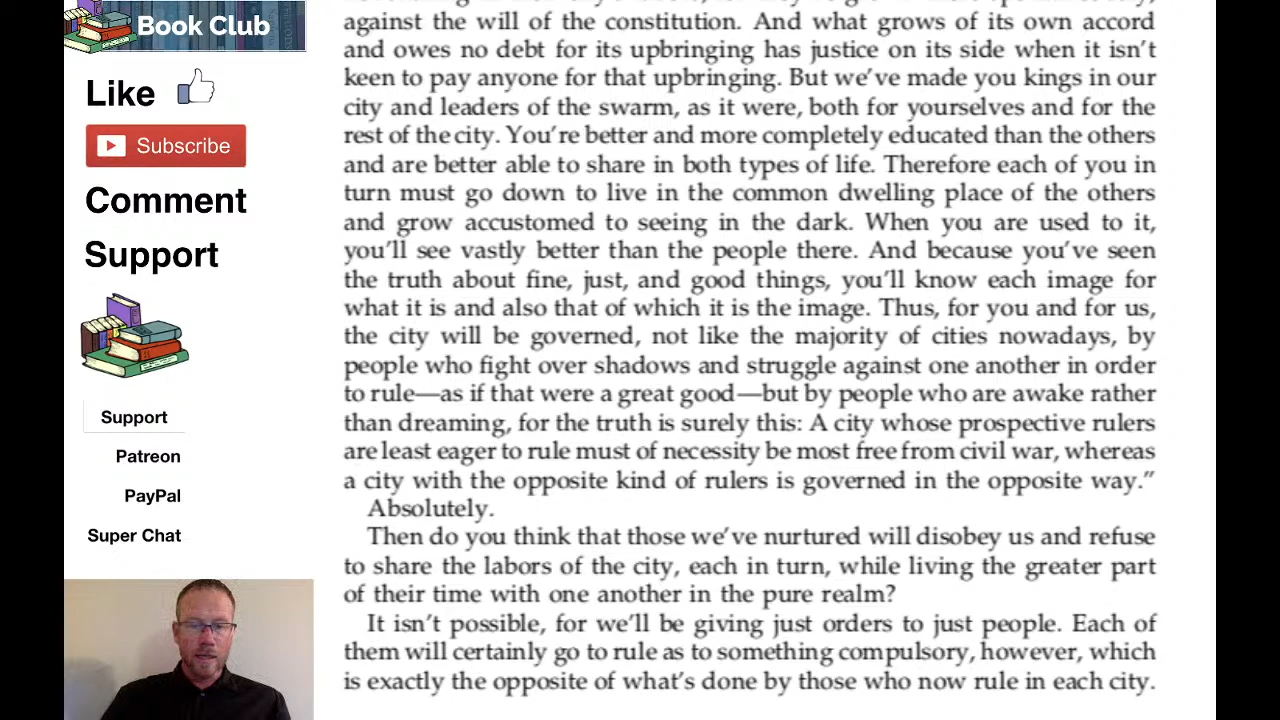 Book Club
Like
Subscribe
Comment
Support
Support
Patreon
PayPal
Super Chat
against the will of the constitution. And what grows of its own accord
and owes no debt for its upbringing has justice on its side when it isn't
keen to pay anyone for that upbringing. But we've made you kings in our
city and leaders of the swarm, as it were, both for yourselves and for the
rest of the city. You're better and more completely educated than the others
and are better able to share in both types of life. Therefore each of you in
turn must go down to live in the common dwelling place of the others
and grow accustomed to seeing in the dark. When you are used to it,
you'll see vastly better than the people there. And because you've seen
the truth about fine, just, and good things, you'll know each image for
what it is and also that of which it is the image. Thus, for you and for us,
the city will be governed, not like the majority of cities nowadays, by
people who fight over shadows and struggle against one another in order
to rule—as if that were a great good—but by people who are awake rather
than dreaming, for the truth is surely this: A city whose prospective rulers
are least eager to rule must of necessity be most free from civil war, whereas
a city with the opposite kind of rulers is governed in the opposite way."
Absolutely.
Then do you think that those we've nurtured will disobey us and refuse
to share the labors of the city, each in turn, while living the greater part
of their time with one another in the pure realm?
It isn't possible, for we'll be giving just orders to just people. Each of
them will certainly go to rule as to something compulsory, however, which
is exactly the opposite of what's done by those who now rule in each city.